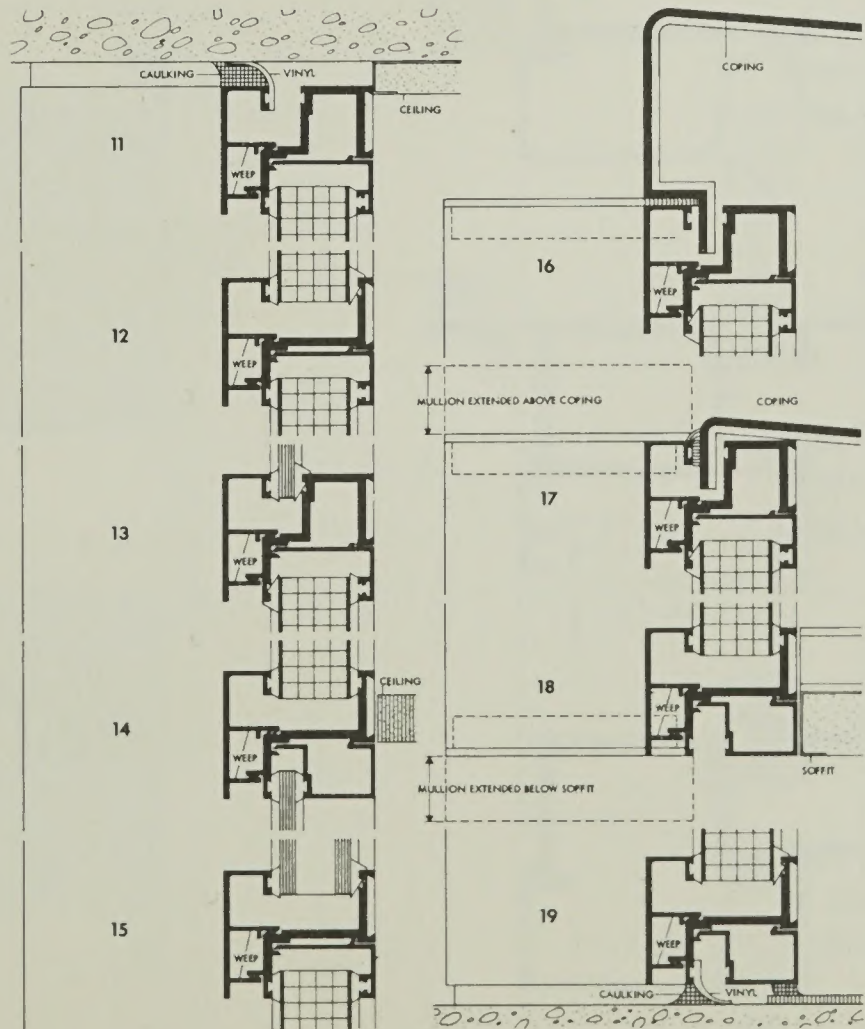 CAULKING
VINYL
CEILING
11
WEEP
12
WEEP
13
WEEP
CEILING
14
WEEP
15
WEEP
COPING
16
WEEP
MULLION EXTENDED ABOVE COPING
COPING
17
WEEP
18
WEEP
SOFFIT
MULLION EXTENDED BELOW SOFFIT
19
WEEP
CAULKING
VINYL